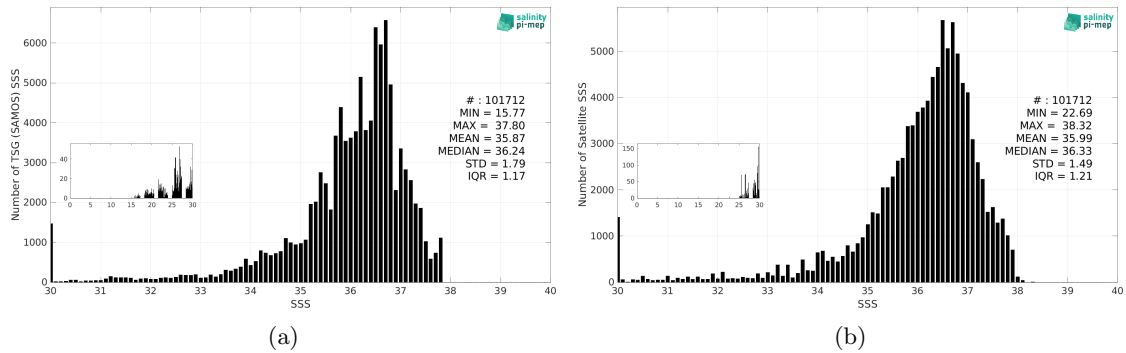 salinity
pi-mep
6000
5000
4000
3000
2000
1000
0
Number of TSG (SAMOS) SSS
# : 101712
MIN = 15.77
MAX = 37.80
MEAN = 35.87
MEDIAN = 36.24
STD = 1.79
IQR = 1.17
40
20
0
0 5 10 15 20 25 30
30 31 32 33 34 35 36 37 38 39 40
SSS
(a)
salinity
pi-mep
5000
4000
3000
2000
1000
0
Number of Satellite SSS
# : 101712
MIN = 22.69
MAX = 38.32
MEAN = 35.99
MEDIAN = 36.33
STD = 1.49
IQR = 1.21
150
100
50
0
0 5 10 15 20 25 30
30 31 32 33 34 35 36 37 38 39 40
SSS
(b)